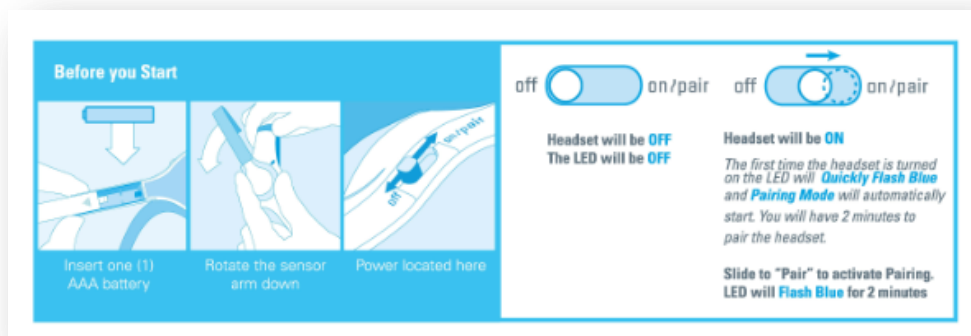 Before you Start
on/pair
off
Insert one (1)
AAA battery
Rotate the sensor
arm down
Power located here
off on/pair
Headset will be OFF
The LED will be OFF
off on/pair
Headset will be ON
The first time the headset is turned
on the LED will Quickly Flash Blue
and Pairing Mode will automatically
start. You will have 2 minutes to
pair the headset.
Slide to "Pair" to activate Pairing.
LED will Flash Blue for 2 minutes